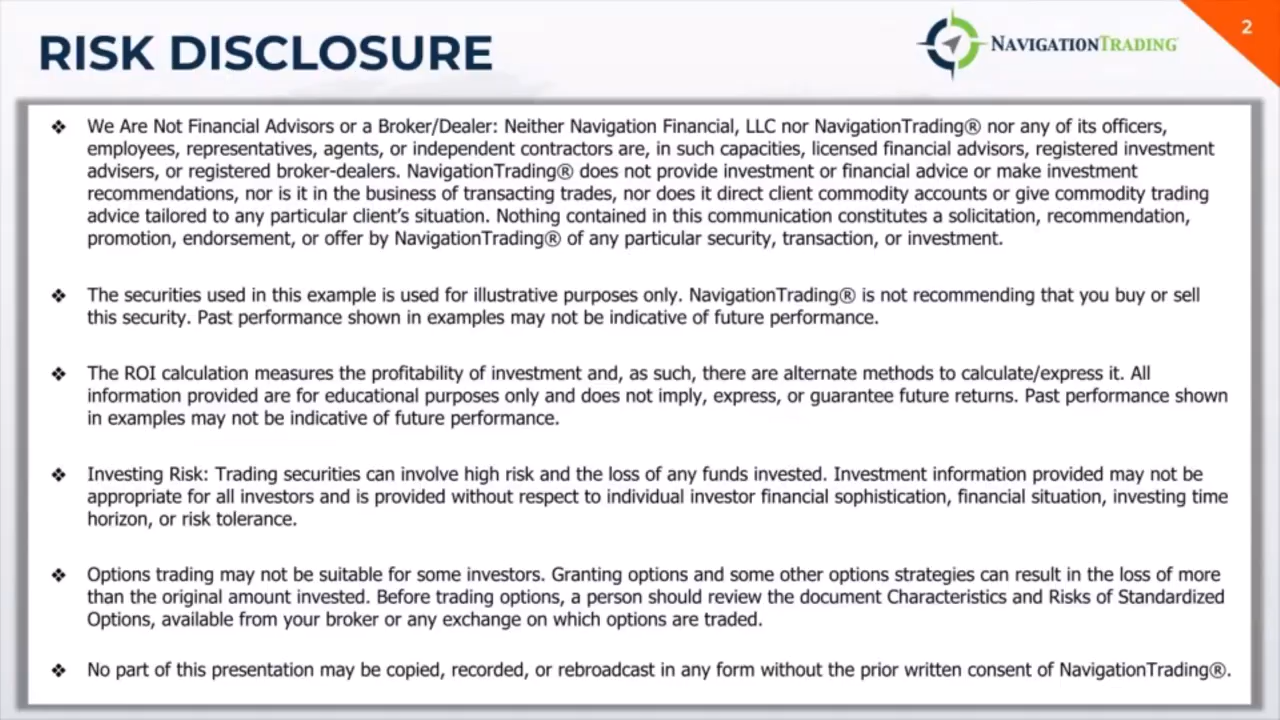 RISK DISCLOSURE
NAVIGATIONTRADING
2
❖ We Are Not Financial Advisors or a Broker/Dealer: Neither Navigation Financial, LLC nor NavigationTrading® nor any of its officers,
employees, representatives, agents, or independent contractors are, in such capacities, licensed financial advisors, registered investment
advisers, or registered broker-dealers. NavigationTrading® does not provide investment or financial advice or make investment
recommendations, nor is it in the business of transacting trades, nor does it direct client commodity accounts or give commodity trading
advice tailored to any particular client's situation. Nothing contained in this communication constitutes a solicitation, recommendation,
promotion, endorsement, or offer by NavigationTrading® of any particular security, transaction, or investment.
❖ The securities used in this example is used for illustrative purposes only. NavigationTrading® is not recommending that you buy or sell
this security. Past performance shown in examples may not be indicative of future performance.
❖ The ROI calculation measures the profitability of investment and, as such, there are alternate methods to calculate/express it. All
information provided are for educational purposes only and does not imply, express, or guarantee future returns. Past performance shown
in examples may not be indicative of future performance.
❖ Investing Risk: Trading securities can involve high risk and the loss of any funds invested. Investment information provided may not be
appropriate for all investors and is provided without respect to individual investor financial sophistication, financial situation, investing time
horizon, or risk tolerance.
❖ Options trading may not be suitable for some investors. Granting options and some other options strategies can result in the loss of more
than the original amount invested. Before trading options, a person should review the document Characteristics and Risks of Standardized
Options, available from your broker or any exchange on which options are traded.
❖ No part of this presentation may be copied, recorded, or rebroadcast in any form without the prior written consent of NavigationTrading®.